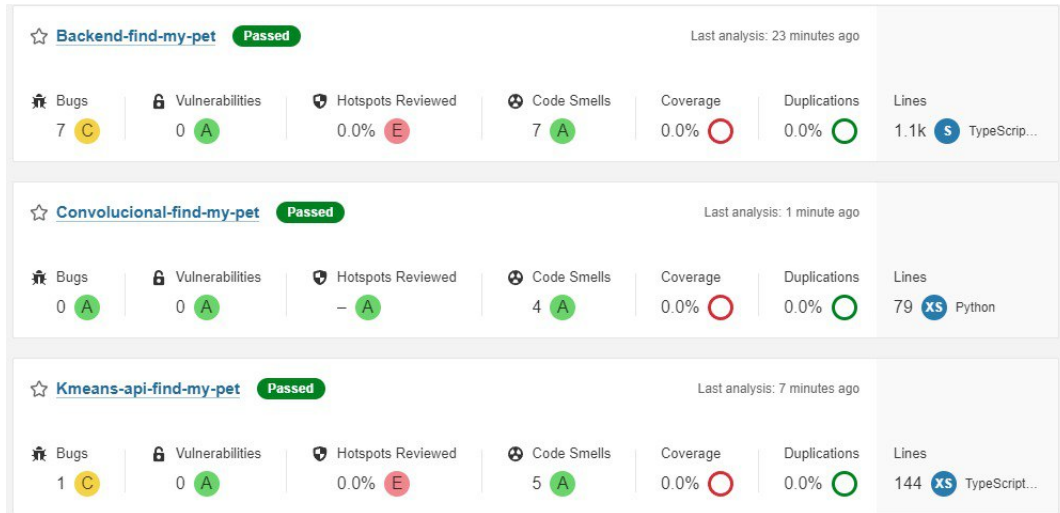 Backend-find-my-pet Passed Last analysis: 23 minutes ago
Bugs Vulnerabilities Hotspots Reviewed Code Smells Coverage Duplications Lines
7 C 0 A 0.0% E 7 A 0.0% 0.0% 1.1k S TypeScrip...
Convolucional-find-my-pet Passed Last analysis: 1 minute ago
Bugs Vulnerabilities Hotspots Reviewed Code Smells Coverage Duplications Lines
0 A 0 A – A 4 A 0.0% 0.0% 79 XS Python
Kmeans-api-find-my-pet Passed Last analysis: 7 minutes ago
Bugs Vulnerabilities Hotspots Reviewed Code Smells Coverage Duplications Lines
1 C 0 A 0.0% E 5 A 0.0% 0.0% 144 XS TypeScript...